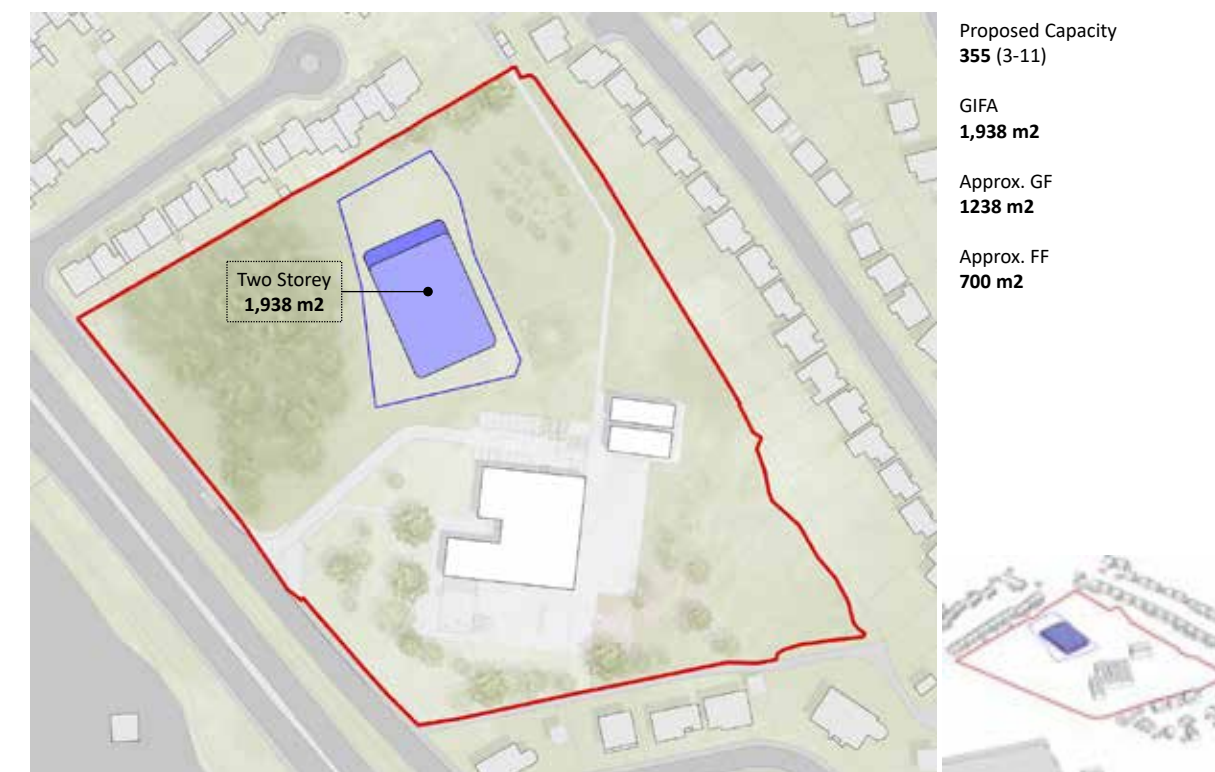 Two Storey
1,938 m2
Proposed Capacity
355 (3-11)
GIFA
1,938 m2
Approx. GF
1238 m2
Approx. FF
700 m2